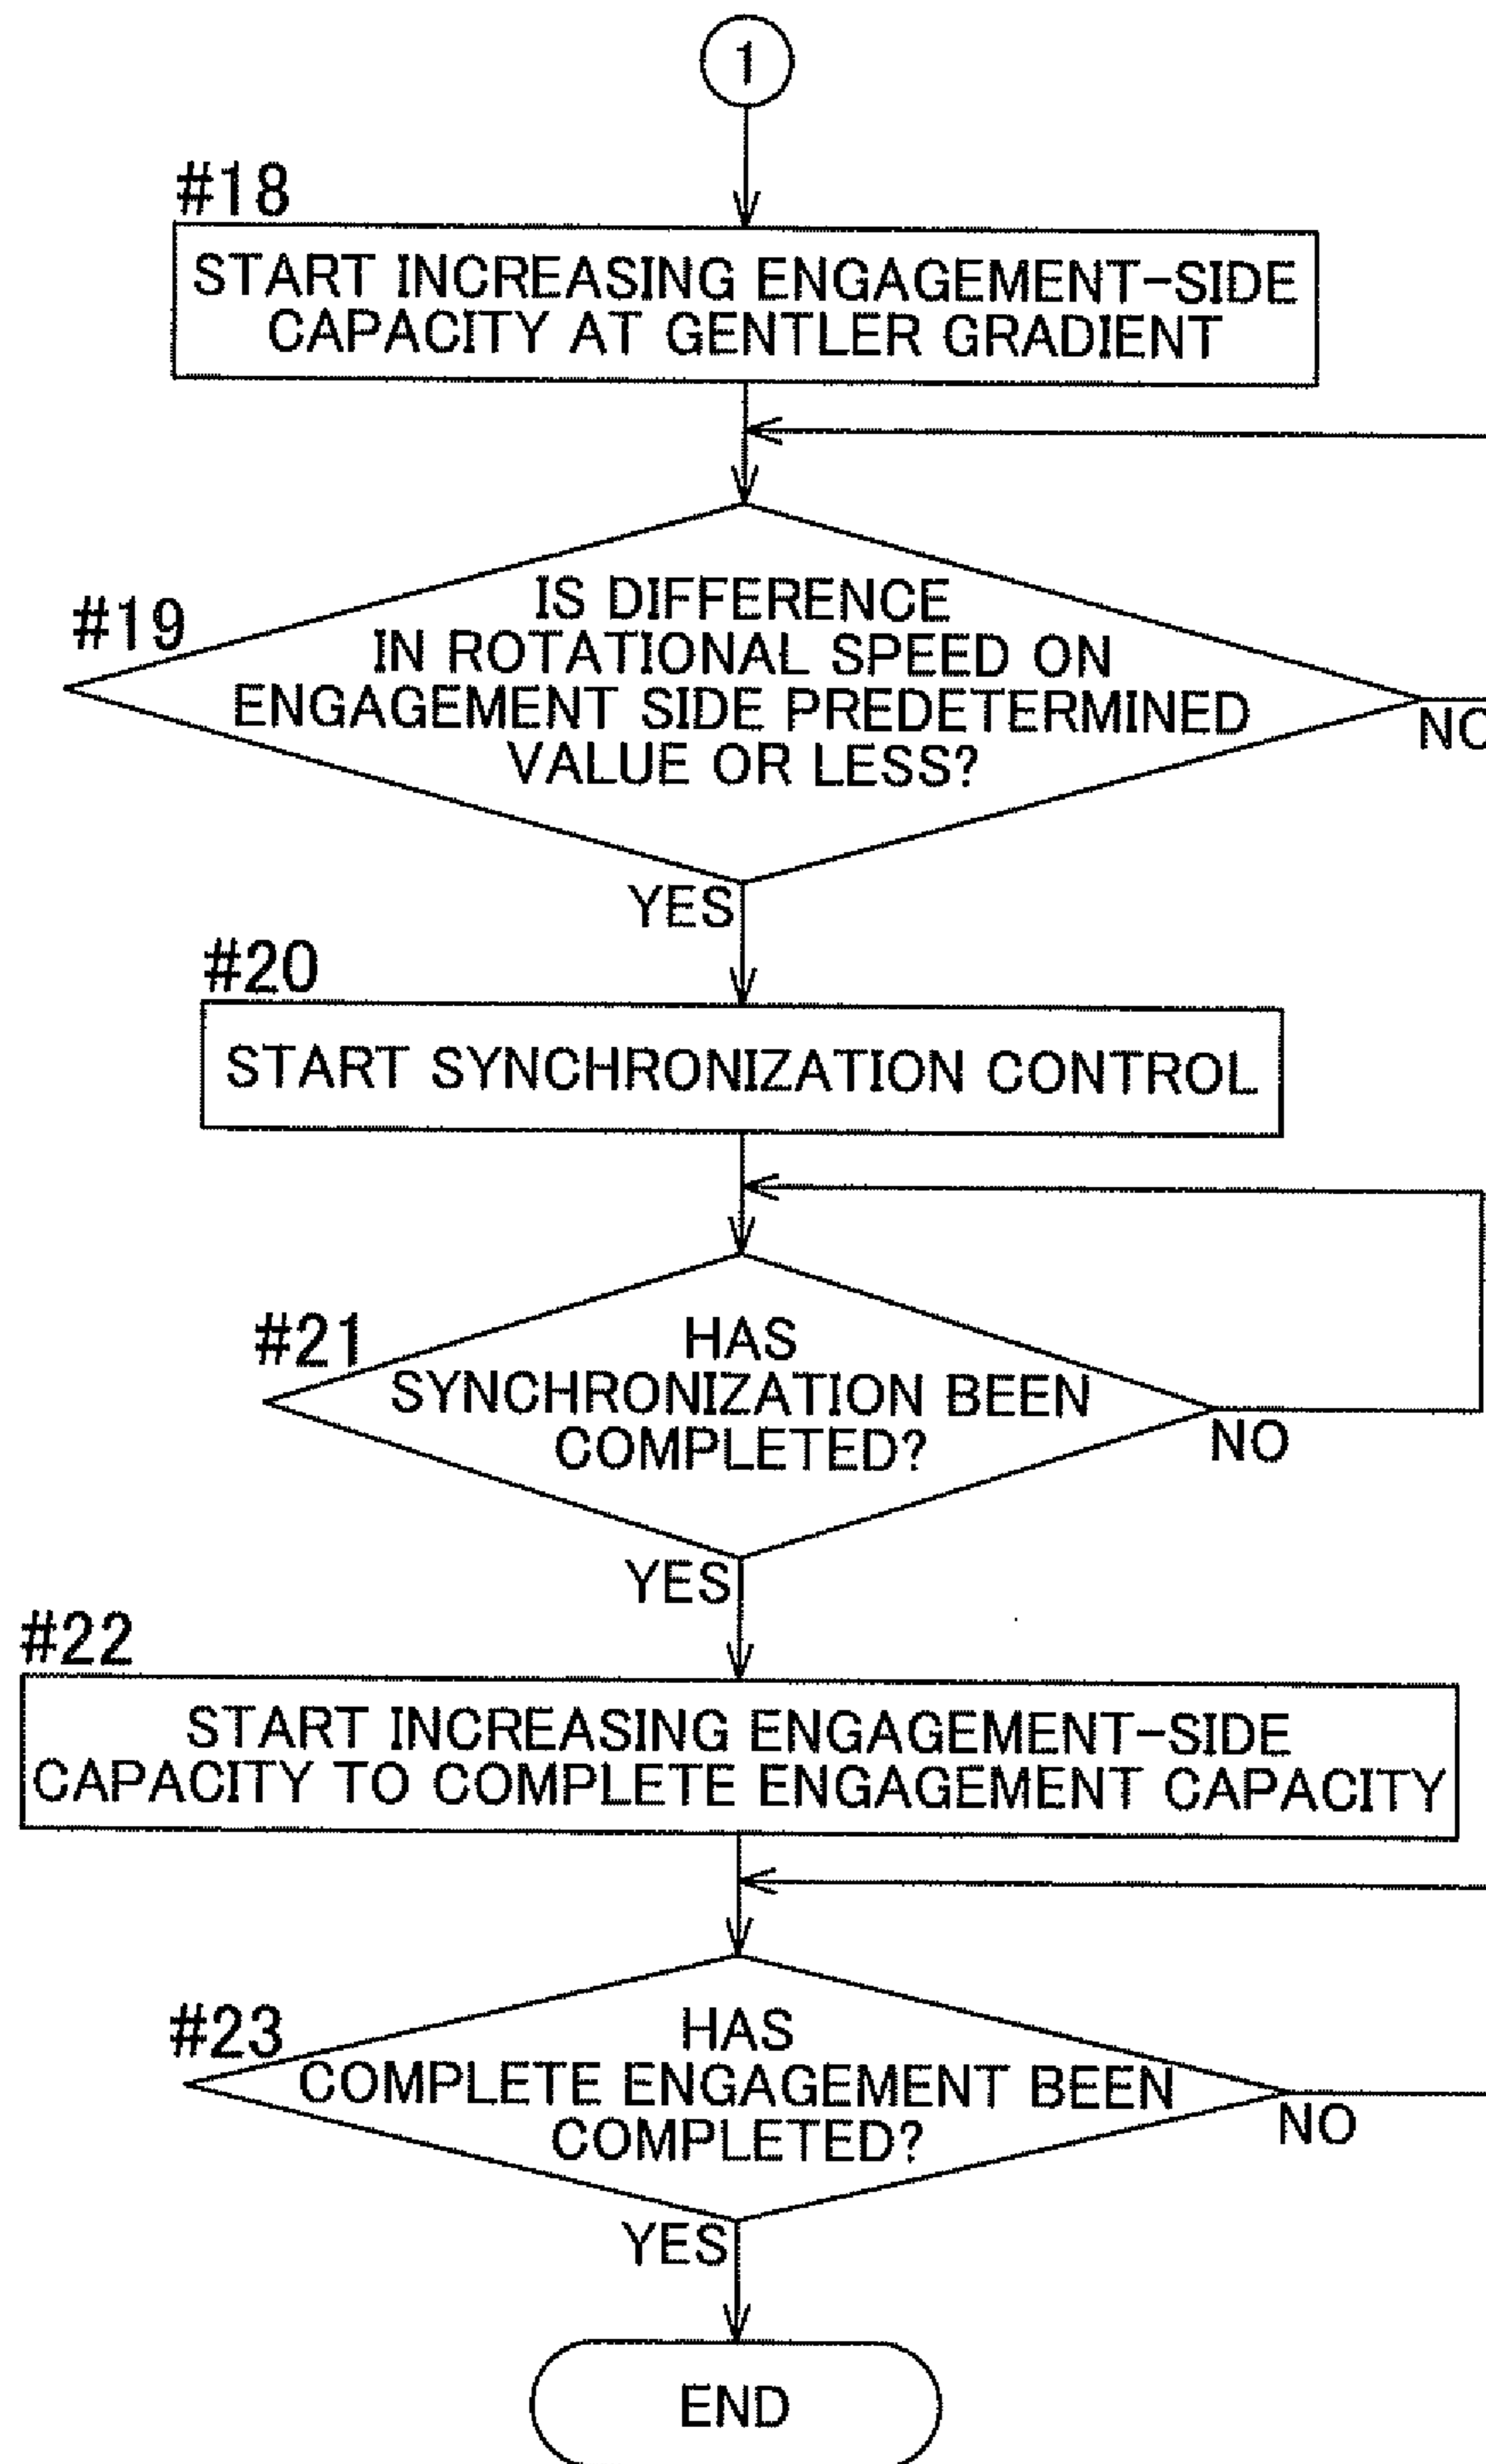 1
#18
START INCREASING ENGAGEMENT-SIDE
CAPACITY AT GENTLER GRADIENT
#19
IS DIFFERENCE
IN ROTATIONAL SPEED ON
ENGAGEMENT SIDE PREDETERMINED
VALUE OR LESS?
NO
YES
#20
START SYNCHRONIZATION CONTROL
#21
HAS
SYNCHRONIZATION BEEN
COMPLETED?
NO
YES
#22
START INCREASING ENGAGEMENT-SIDE
CAPACITY TO COMPLETE ENGAGEMENT CAPACITY
#23
HAS
COMPLETE ENGAGEMENT BEEN
COMPLETED?
NO
YES
END